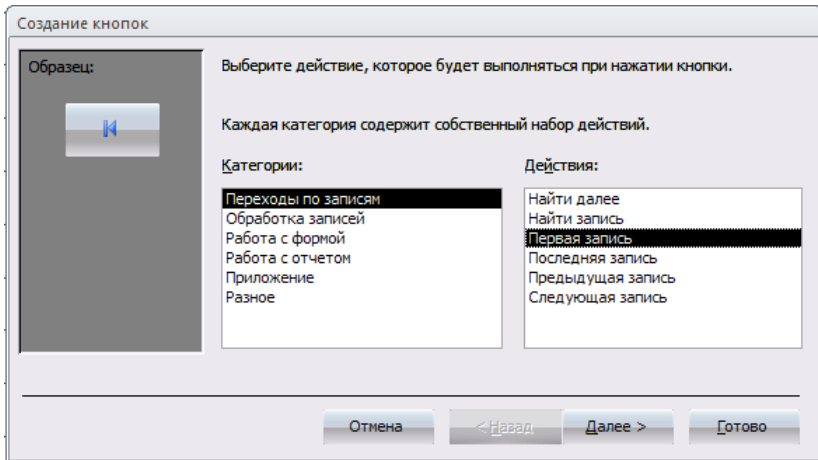 Создание кнопок
Образец:
Выберите действие, которое будет выполняться при нажатии кнопки.
Каждая категория содержит собственный набор действий.
Категории:
Действия:
Переходы по записям
Обработка записей
Работа с формой
Работа с отчетом
Приложение
Разное
Найти далее
Найти запись
Первая запись
Последняя запись
Предыдущая запись
Следующая запись
Отмена
< Назад
Далее >
Готово